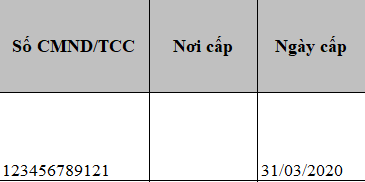 Số CMND/TCC Nơi cấp Ngày cấp
123456789121 31/03/2020